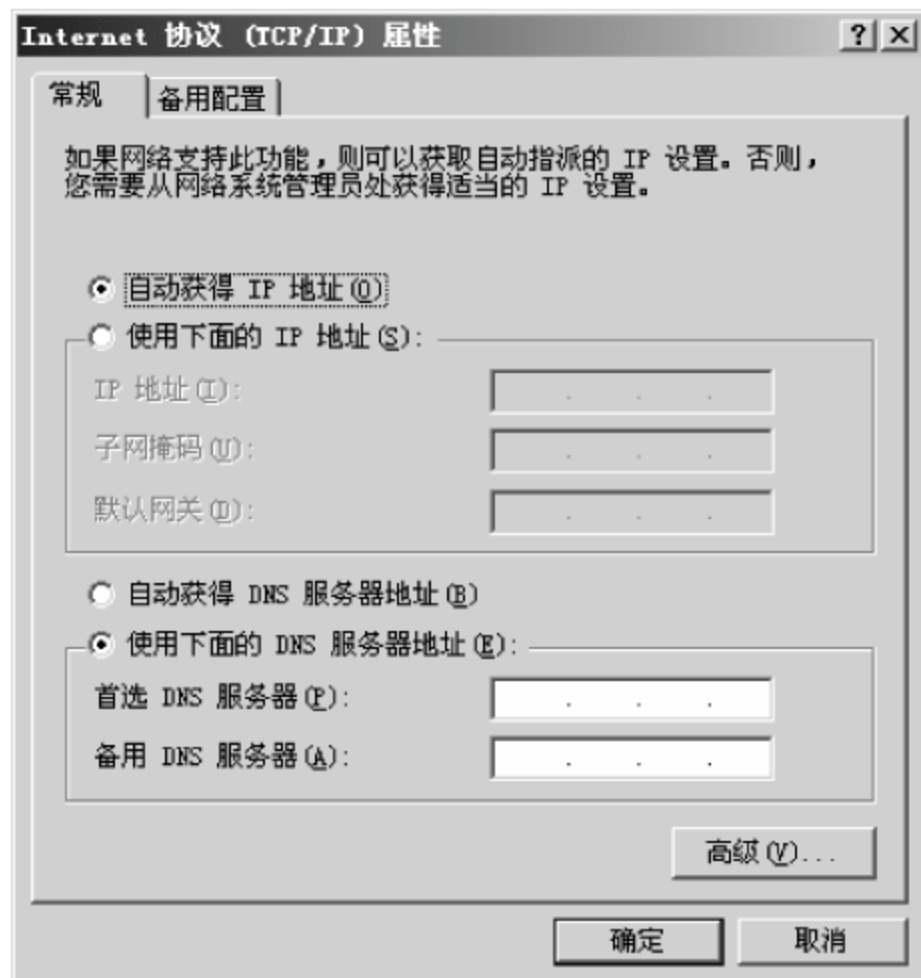 Internet 协议 (TCP/IP) 属性
常规 备用配置
如果网络支持此功能，则可以获取自动指派的 IP 设置。否则，
您需要从网络系统管理员处获得适当的 IP 设置。
自动获得 IP 地址(O)
使用下面的 IP 地址(S):
IP 地址(I):
子网掩码(U):
默认网关(D):
自动获得 DNS 服务器地址(B)
使用下面的 DNS 服务器地址(E):
首选 DNS 服务器(P):
备用 DNS 服务器(A):
高级(V)...
确定 取消